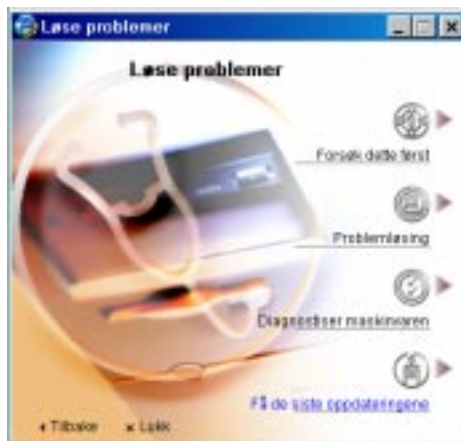 Løse problemer
Løse problemer
Forsøk dette først
Problemløsing
Diagnostiser maskinvaren
Få de siste oppdateringene
Tilbake
Lukk